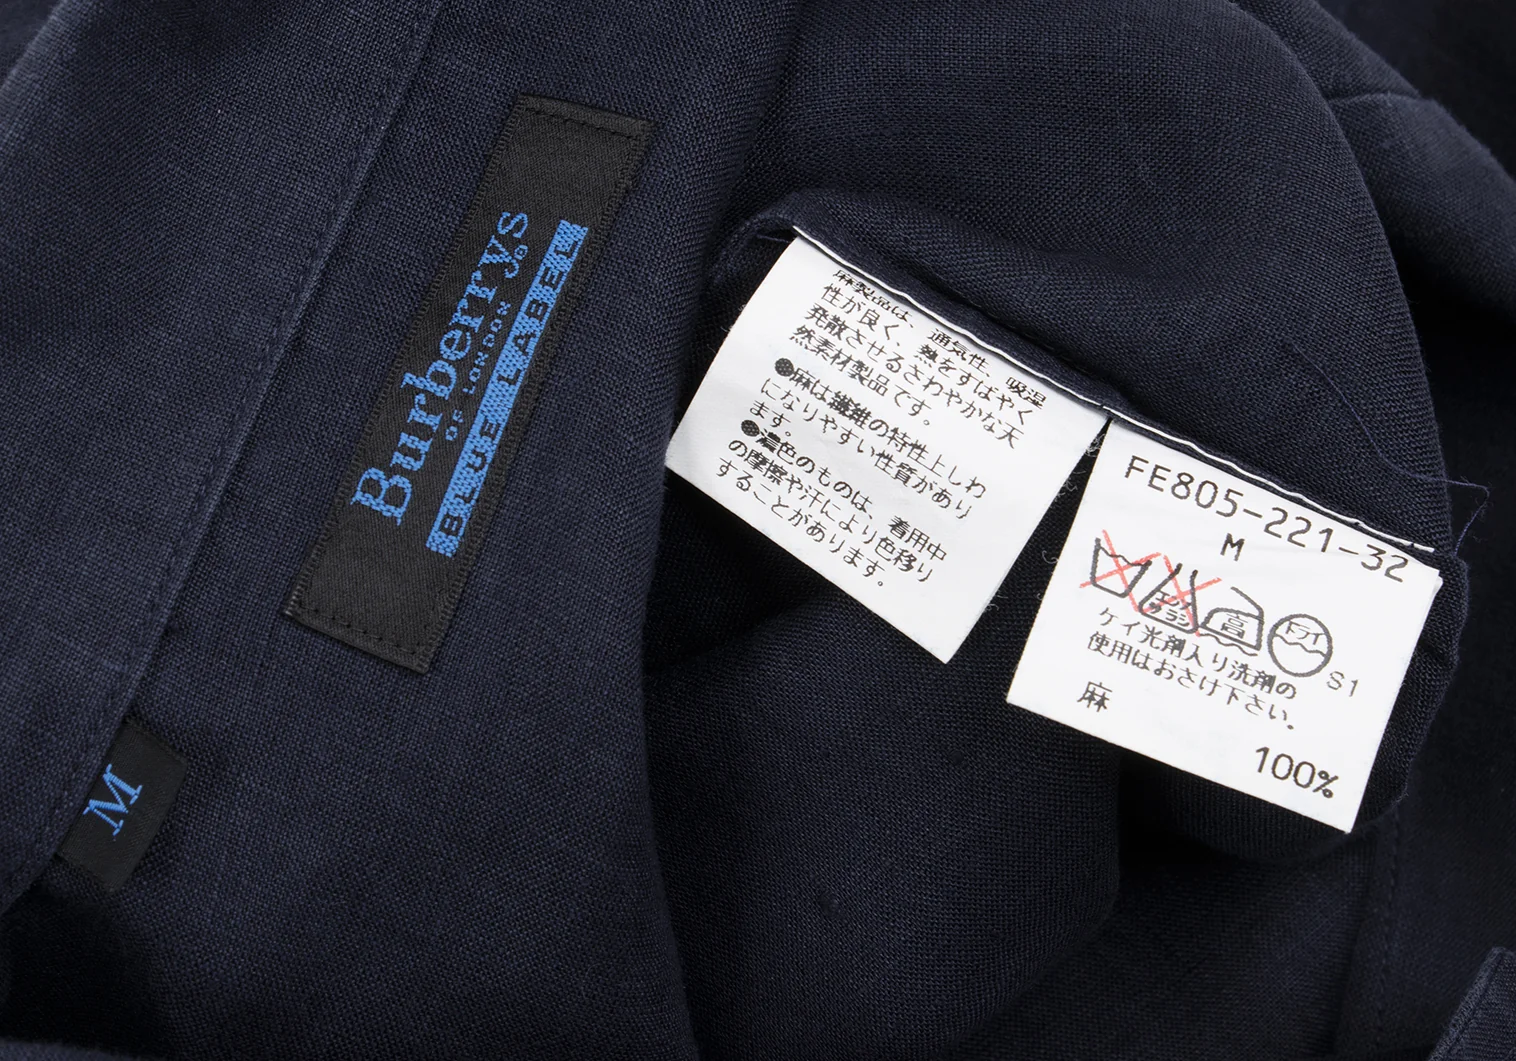 Burberrys®
OF LONDON
BLUE LABEL
M
麻製品は、通気性、吸湿
性が良く、熱をすばやく
発散させるさわやかな天
然素材製品です。
●麻は繊維の特性上しわ
になりやすい性質があり
ます。
●濃色のものは、着用中
の摩擦や汗により色移り
することがあります。
FE805-221-32
M
エンソ
サラシ
高
ドライ
S1
ケイ光剤入り洗剤の
使用はおさけ下さい。
麻
100%